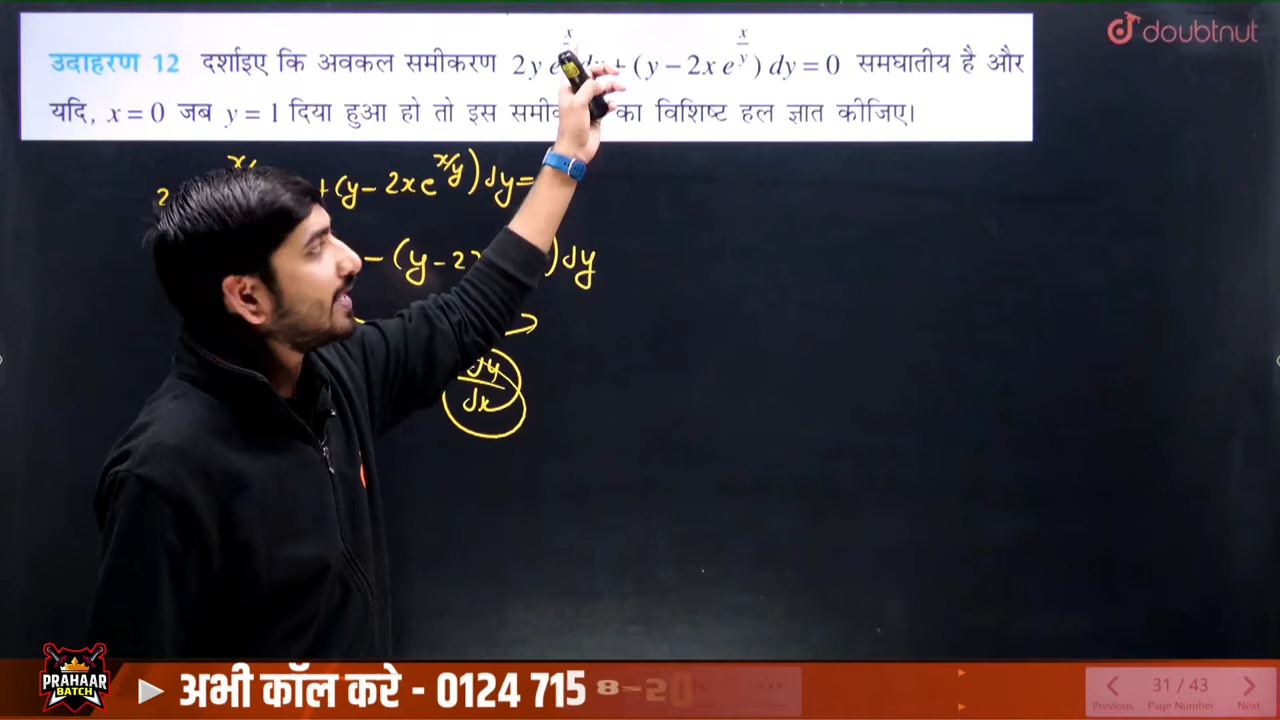 doubtnut
उदाहरण 12 दर्शाइए कि अवकल समीकरण 2y e + (y − 2x e^{x/y}) dy = 0 समघातीय है और
यदि, x = 0 जब y = 1 दिया हुआ हो तो इस का विशिष्ट हल ज्ञात कीजिए।
+(y − 2x e^{x/y}) dy =
− (y − 2 ) dy
dy/dx
PRAHAAR
BATCH
अभी कॉल करे - 0124 715 8-20
31 / 43
Previous Page Number Next